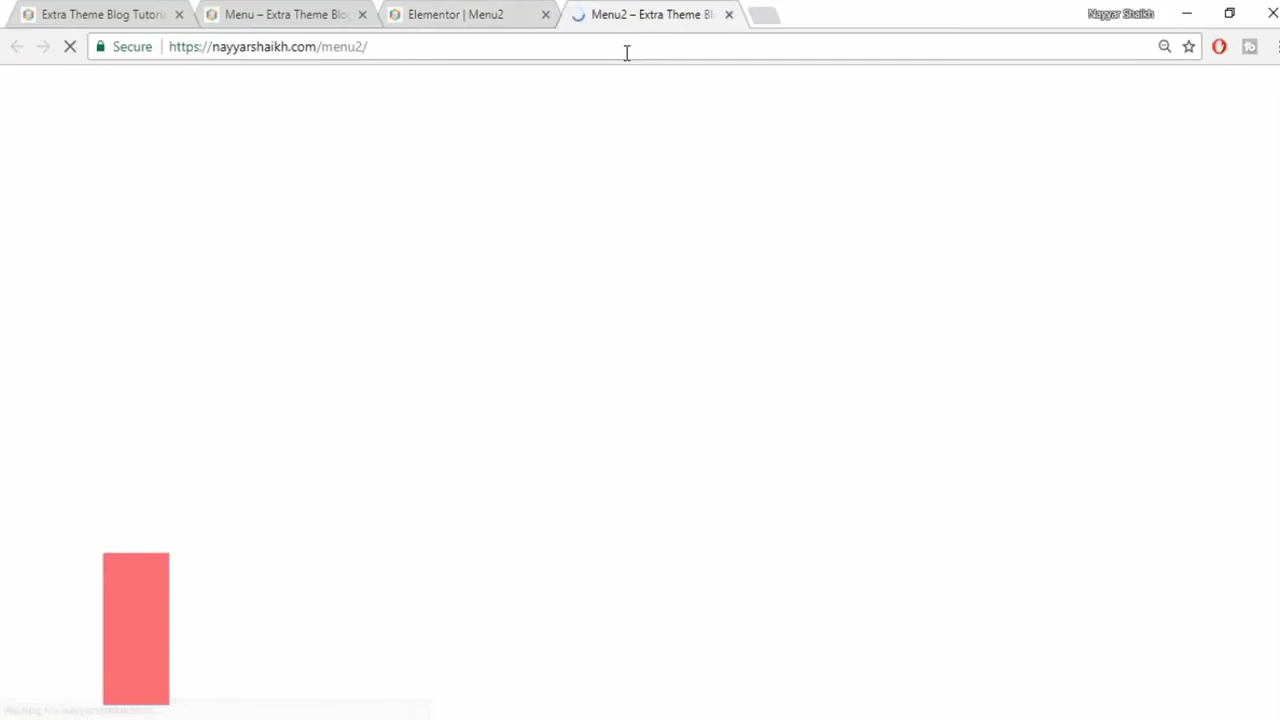 Extra Theme Blog Tutoria
Menu – Extra Theme Blog
Elementor | Menu2
Menu2 – Extra Theme Bl
Nayyar Shaikh
Secure
https://nayyarshaikh.com/menu2/